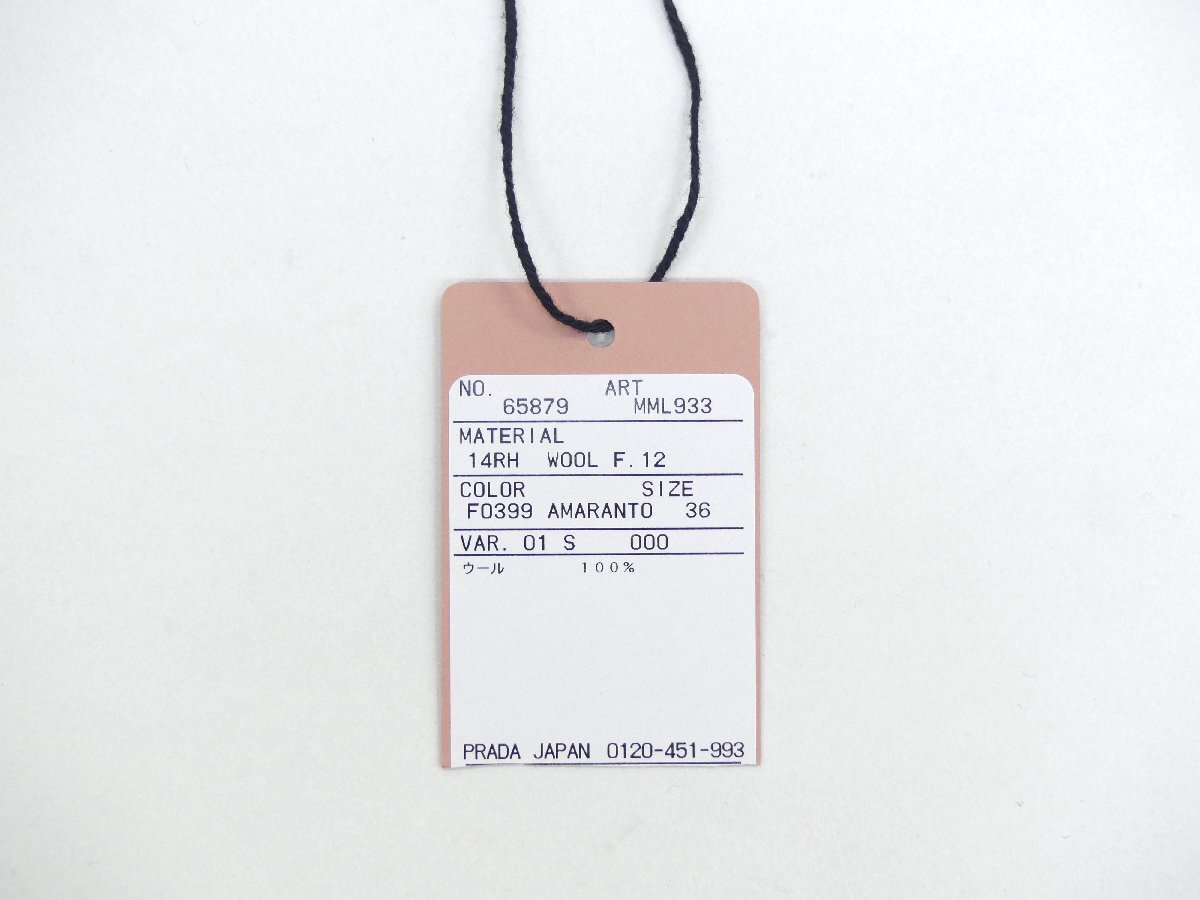 NO. ART
65879 MML933
MATERIAL
14RH WOOL F.12
COLOR SIZE
F0399 AMARANTO 36
VAR. 01 S 000
ウール 100%
PRADA JAPAN 0120-451-993